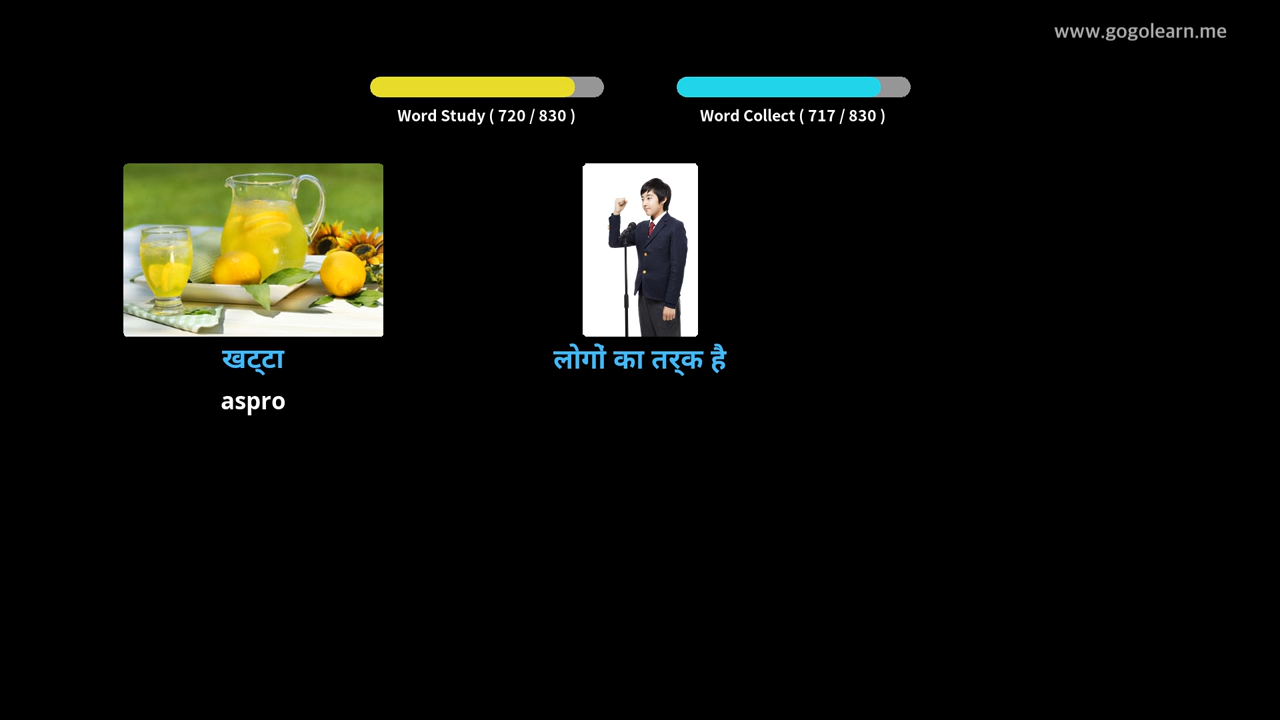 www.gogolearn.me
Word Study ( 720 / 830 )
Word Collect ( 717 / 830 )
खट्टा
लोगों का तर्क है
aspro